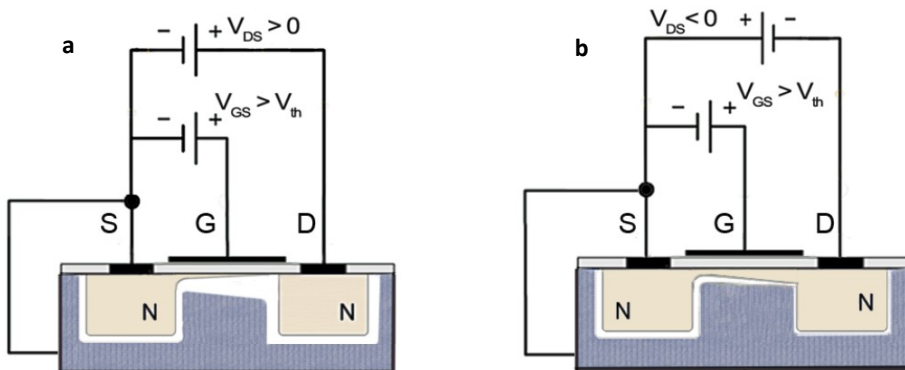 a
− + V_DS > 0
− + V_GS > V_th
S G D
N N
b
V_DS < 0 + −
− + V_GS > V_th
S G D
N N